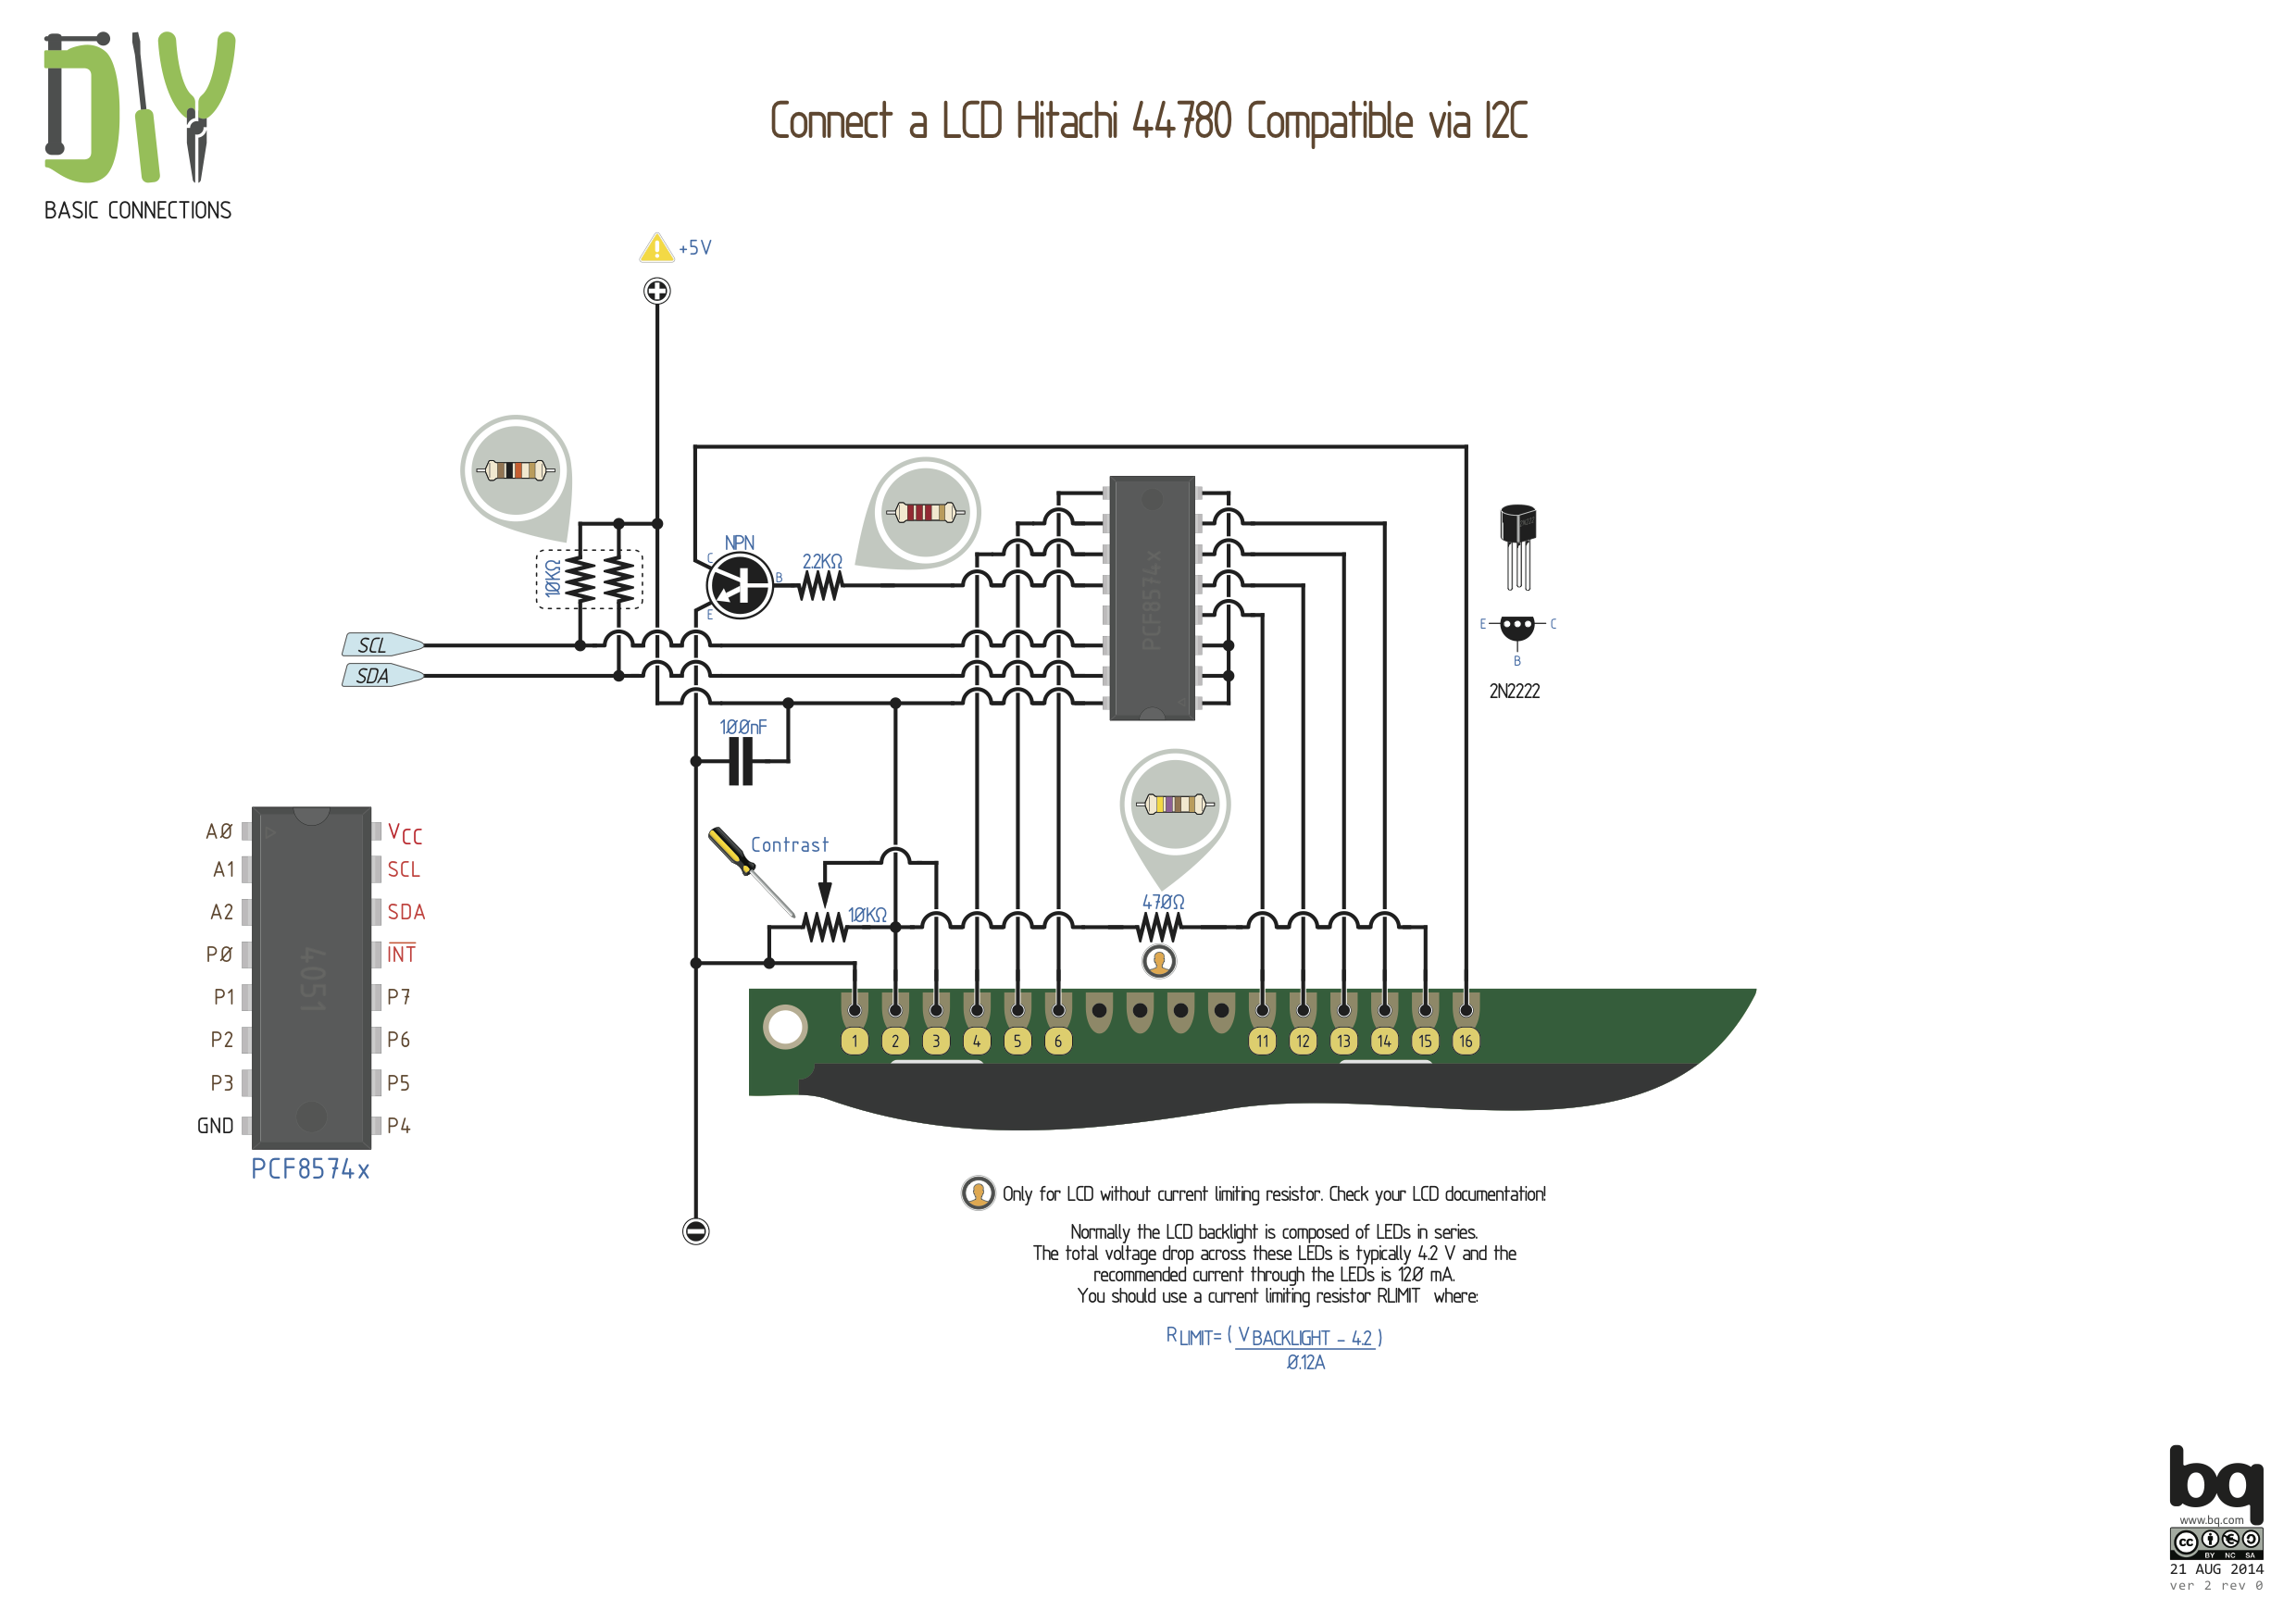 DIY
BASIC CONNECTIONS
Connect a LCD Hitachi 44780 Compatible via I2C
+5V
10KΩ
NPN
C
B
E
2.2KΩ
PCF8574x
SCL
SDA
100nF
E
C
B
2N2222
Contrast
10KΩ
470Ω
1 2 3 4 5 6 11 12 13 14 15 16
A0 VCC
A1 SCL
A2 SDA
P0 INT
P1 P7
P2 P6
P3 P5
GND P4
4051
PCF8574x
Only for LCD without current limiting resistor. Check your LCD documentation!
Normally the LCD backlight is composed of LEDs in series.
The total voltage drop across these LEDs is typically 4.2 V and the
recommended current through the LEDs is 120 mA.
You should use a current limiting resistor RLIMIT where:
RLIMIT= ( VBACKLIGHT - 4.2 )
0.12A
bq
www.bq.com
cc
BY NC SA
21 AUG 2014
ver 2 rev 0